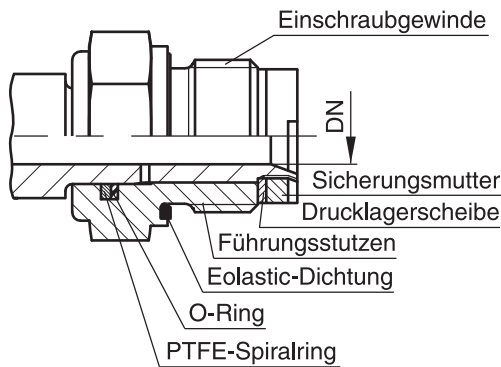 Einschraubgewinde
DN
Sicherungsmutter
Drucklagerscheibe
Führungsstutzen
Eolastic-Dichtung
O-Ring
PTFE-Spiralring